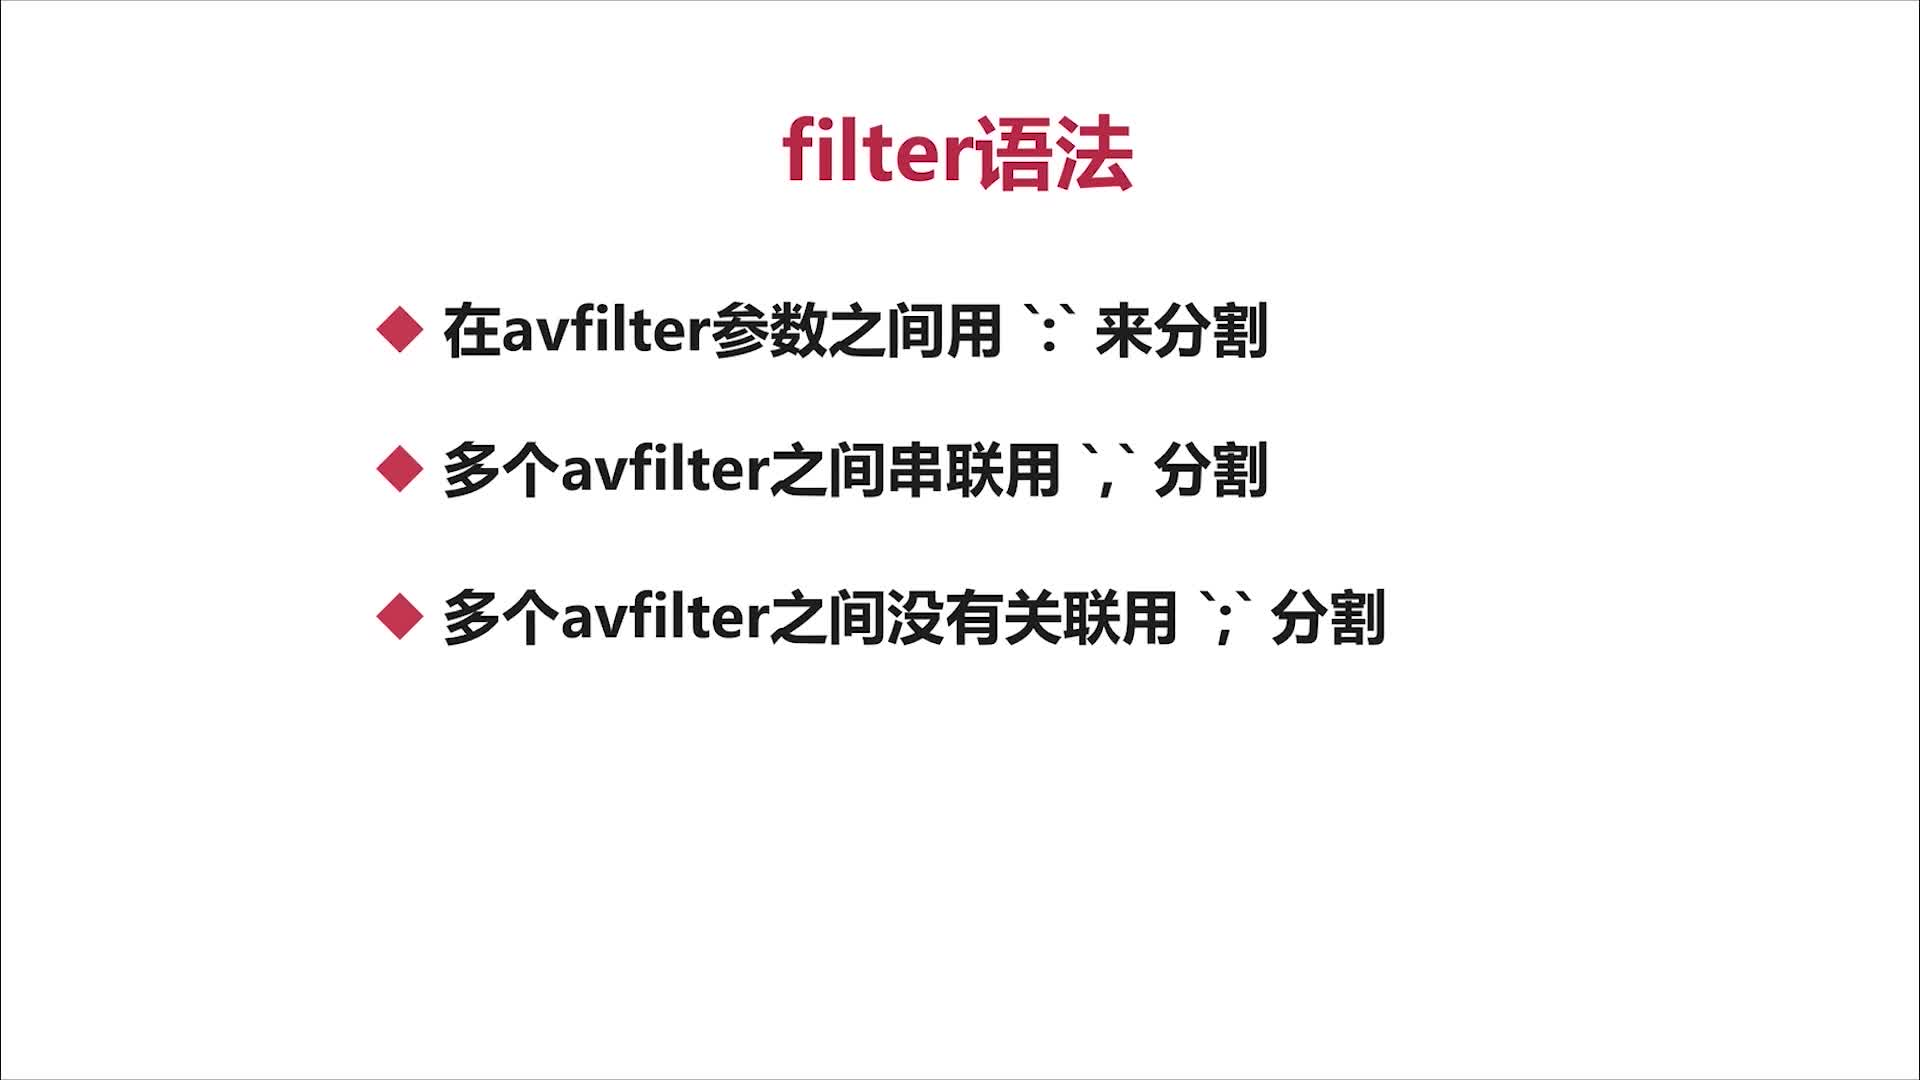 filter语法
在avfilter参数之间用 `:` 来分割
多个avfilter之间串联用 `,` 分割
多个avfilter之间没有关联用 `;` 分割